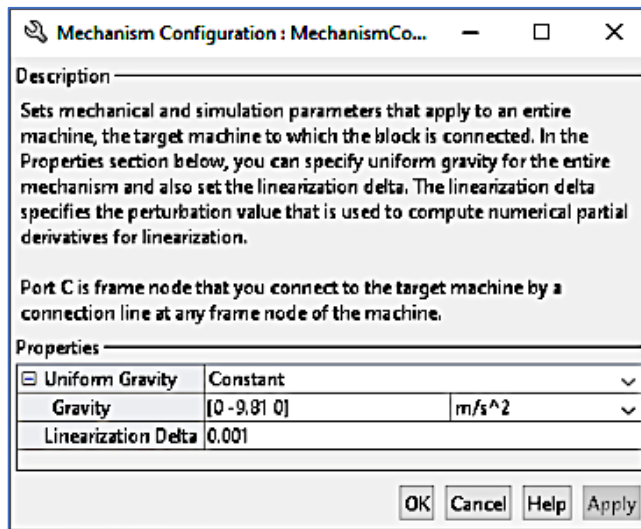 Mechanism Configuration : MechanismCo...
Description
Sets mechanical and simulation parameters that apply to an entire
machine, the target machine to which the block is connected. In the
Properties section below, you can specify uniform gravity for the entire
mechanism and also set the linearization delta. The linearization delta
specifies the perturbation value that is used to compute numerical partial
derivatives for linearization.
Port C is frame node that you connect to the target machine by a
connection line at any frame node of the machine.
Properties
Uniform Gravity Constant
Gravity [0 -9.81 0] m/s^2
Linearization Delta 0.001
OK Cancel Help Apply